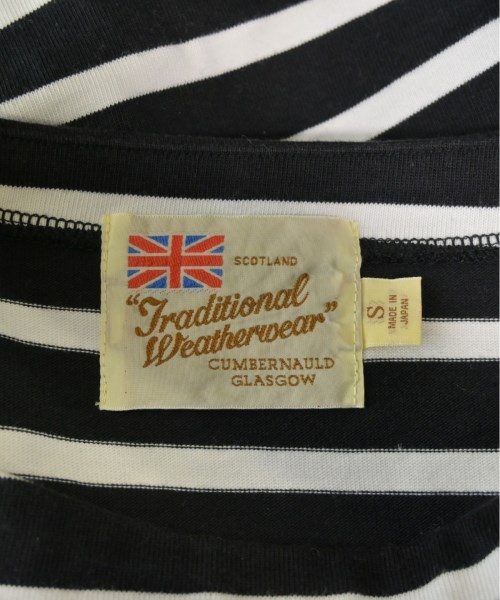 SCOTLAND
"Traditional
Weatherwear"
CUMBERNAULD
GLASGOW
S
MADE IN
JAPAN